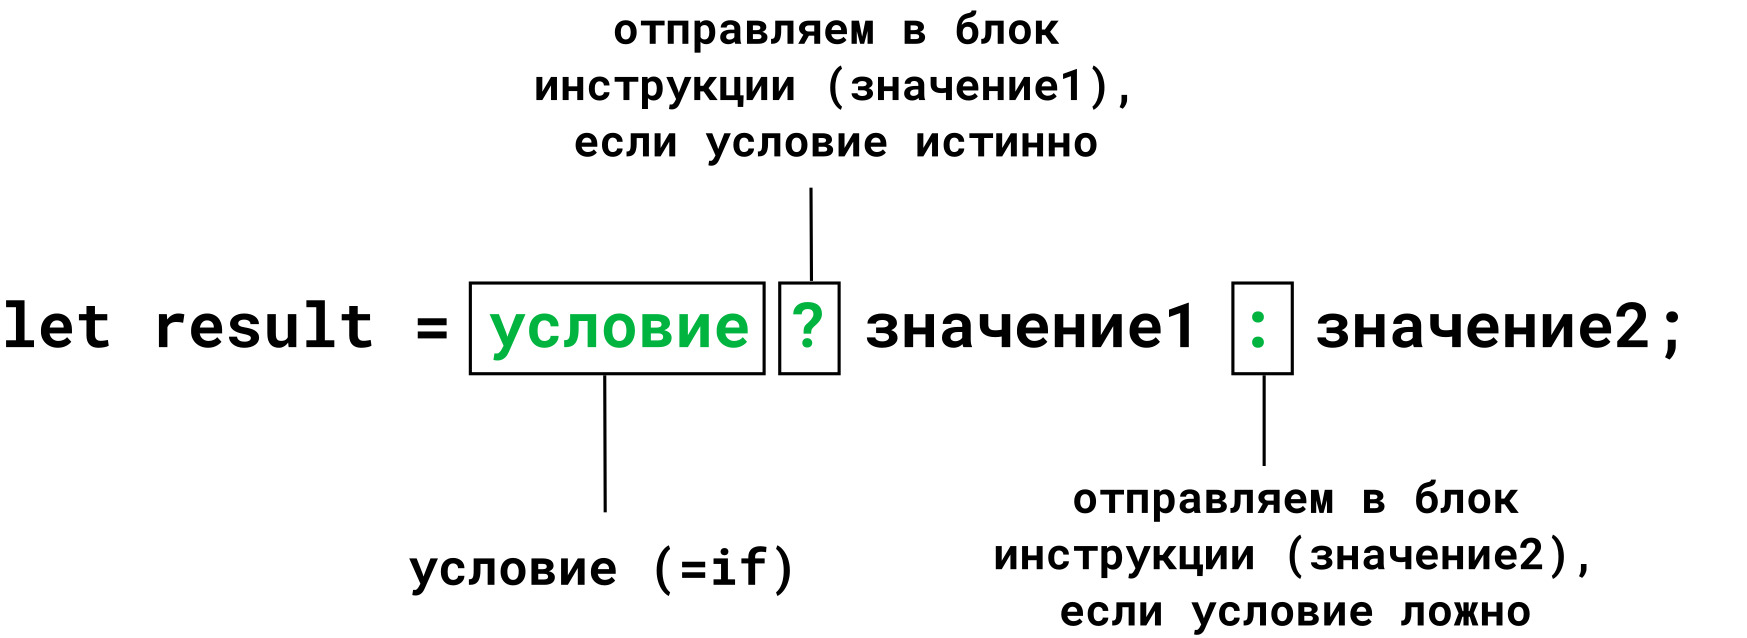 отправляем в блок
инструкции (значение1),
если условие истинно
let result = условие ? значение1 : значение2;
условие (=if)
отправляем в блок
инструкции (значение2),
если условие ложно